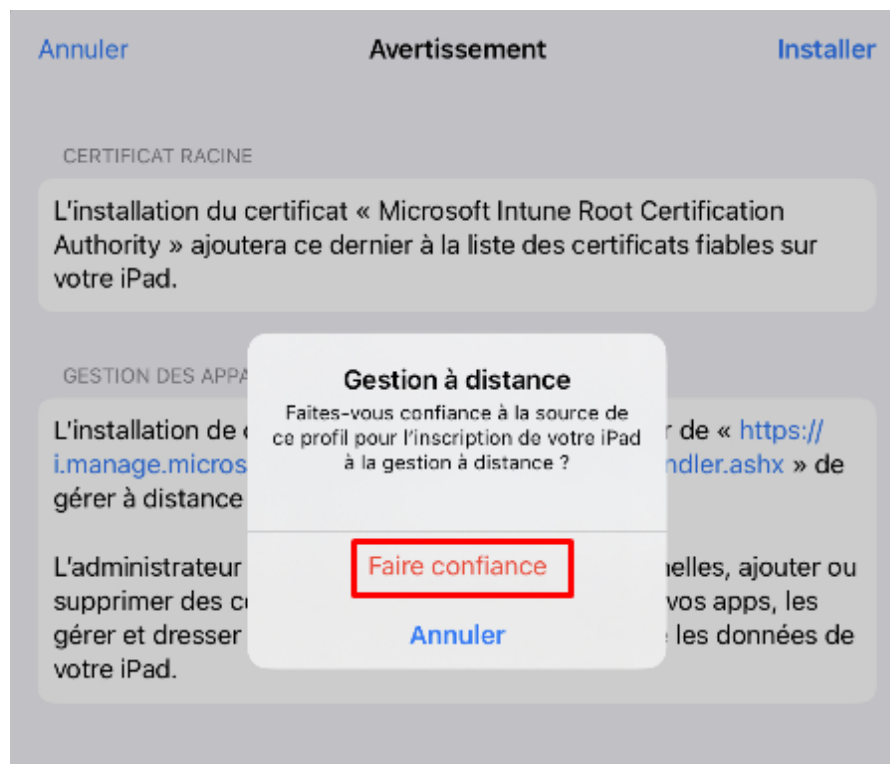 Annuler Avertissement Installer
CERTIFICAT RACINE
L'installation du certificat « Microsoft Intune Root Certification
Authority » ajoutera ce dernier à la liste des certificats fiables sur
votre iPad.
GESTION DES
L'installation de r de « https://
i.manage.micros ndler.ashx » de
gérer à distance
L'administrateur nelles, ajouter ou
supprimer des vos apps, les
gérer et dresser les données de
votre iPad.
Gestion à distance
Faites-vous confiance à la source de
ce profil pour l'inscription de votre iPad
à la gestion à distance ?
Faire confiance
Annuler